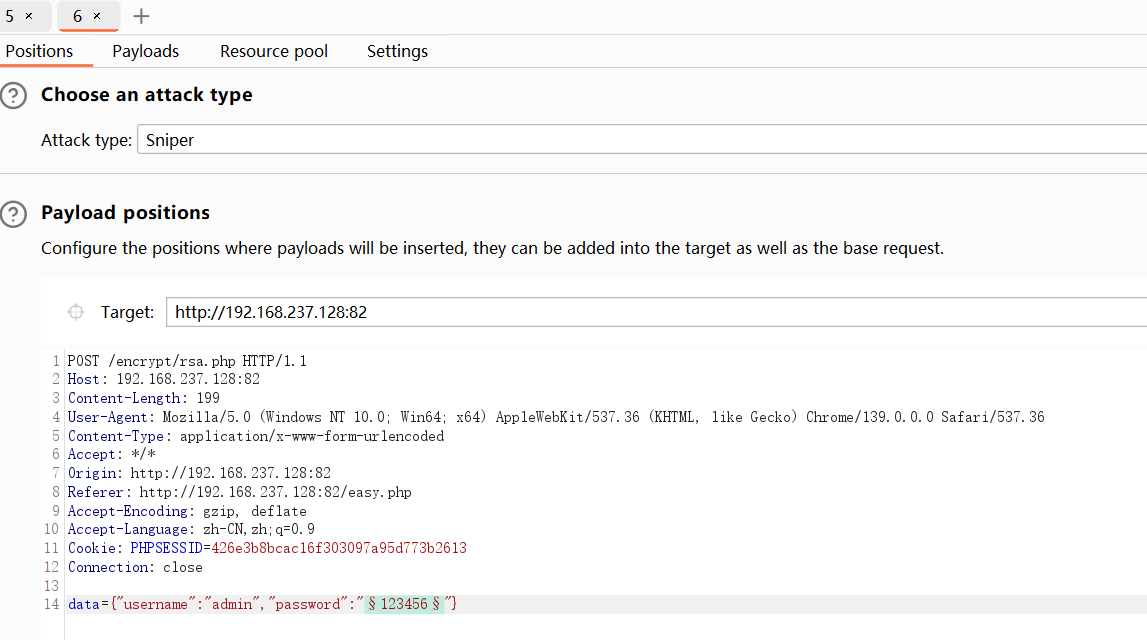 5 × 6 × +
Positions Payloads Resource pool Settings
? Choose an attack type
Attack type: Sniper
? Payload positions
Configure the positions where payloads will be inserted, they can be added into the target as well as the base request.
Target: http://192.168.237.128:82
1 POST /encrypt/rsa.php HTTP/1.1
2 Host: 192.168.237.128:82
3 Content-Length: 199
4 User-Agent: Mozilla/5.0 (Windows NT 10.0; Win64; x64) AppleWebKit/537.36 (KHTML, like Gecko) Chrome/139.0.0.0 Safari/537.36
5 Content-Type: application/x-www-form-urlencoded
6 Accept: */*
7 Origin: http://192.168.237.128:82
8 Referer: http://192.168.237.128:82/easy.php
9 Accept-Encoding: gzip, deflate
10 Accept-Language: zh-CN,zh;q=0.9
11 Cookie: PHPSESSID=426e3b8bcac16f303097a95d773b2613
12 Connection: close
13
14 data={"username":"admin","password":"§123456§"}